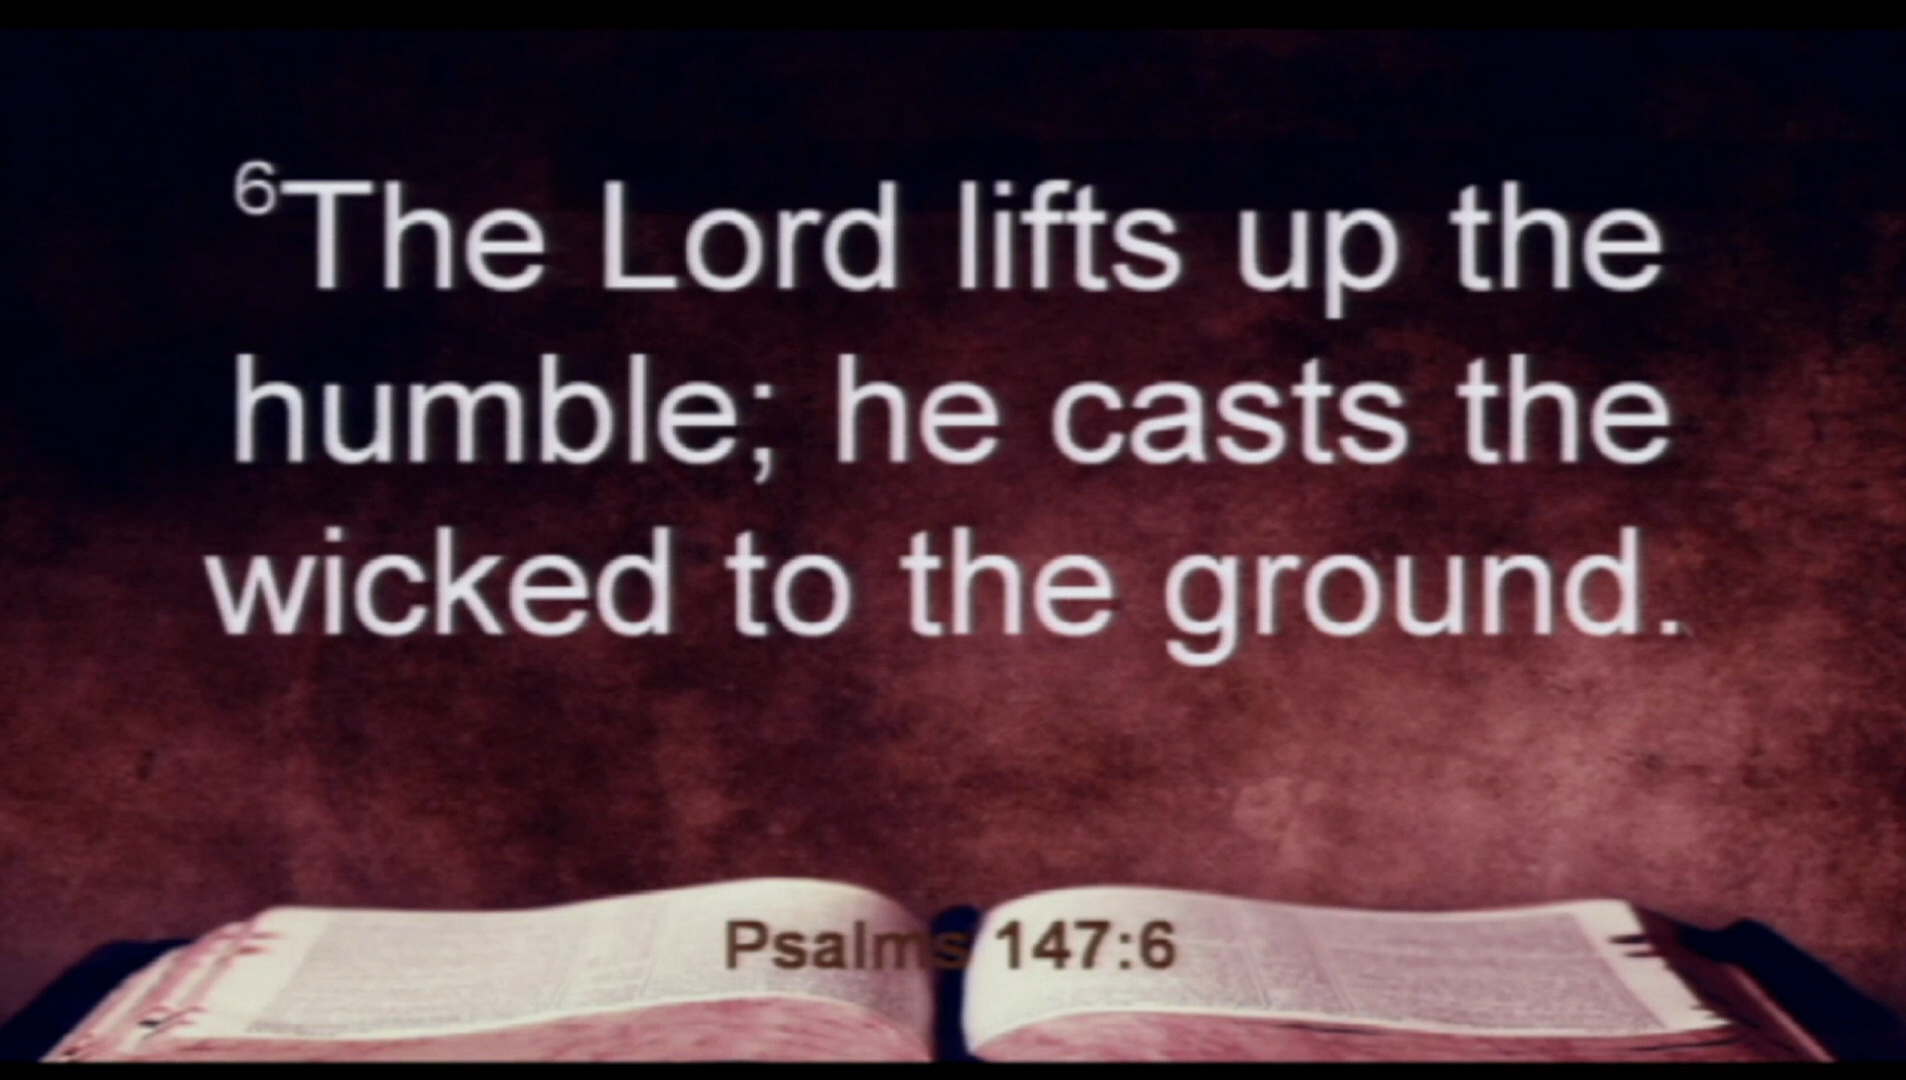 ⁶The Lord lifts up the
humble; he casts the
wicked to the ground.
Psalms 147:6